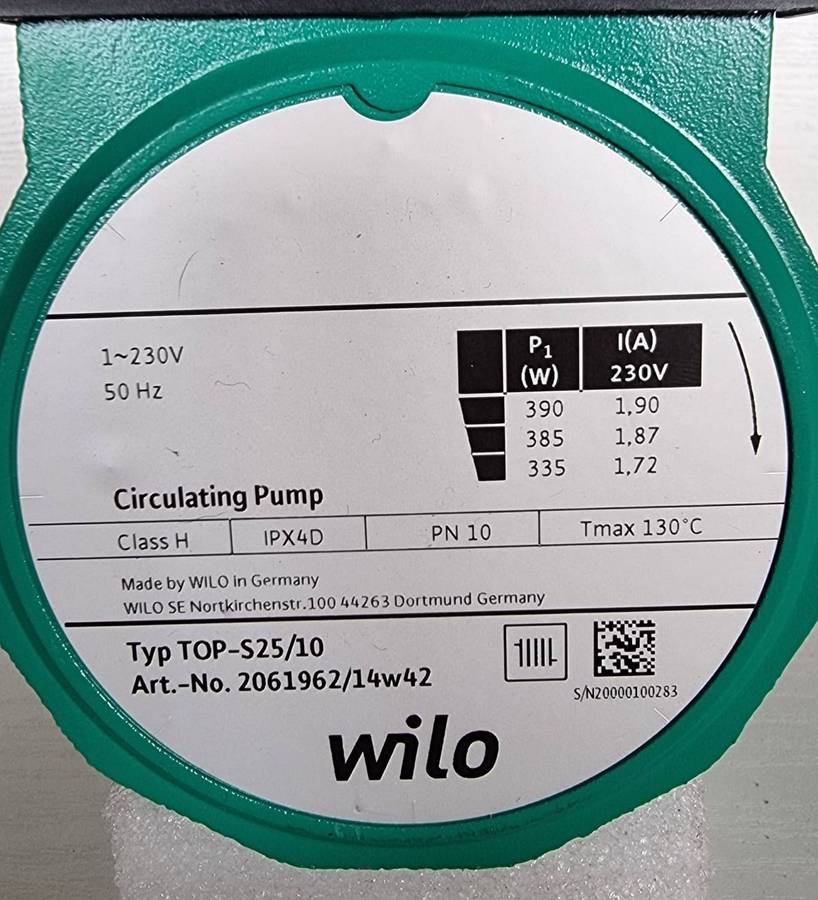 1~230V
50 Hz
P1 I(A)
(W) 230V
390 1,90
385 1,87
335 1,72
Circulating Pump
Class H IPX4D PN 10 Tmax 130°C
Made by WILO in Germany
WILO SE Nortkirchenstr.100 44263 Dortmund Germany
Typ TOP-S25/10
Art.-No. 2061962/14w42
S/N20000100283
wilo